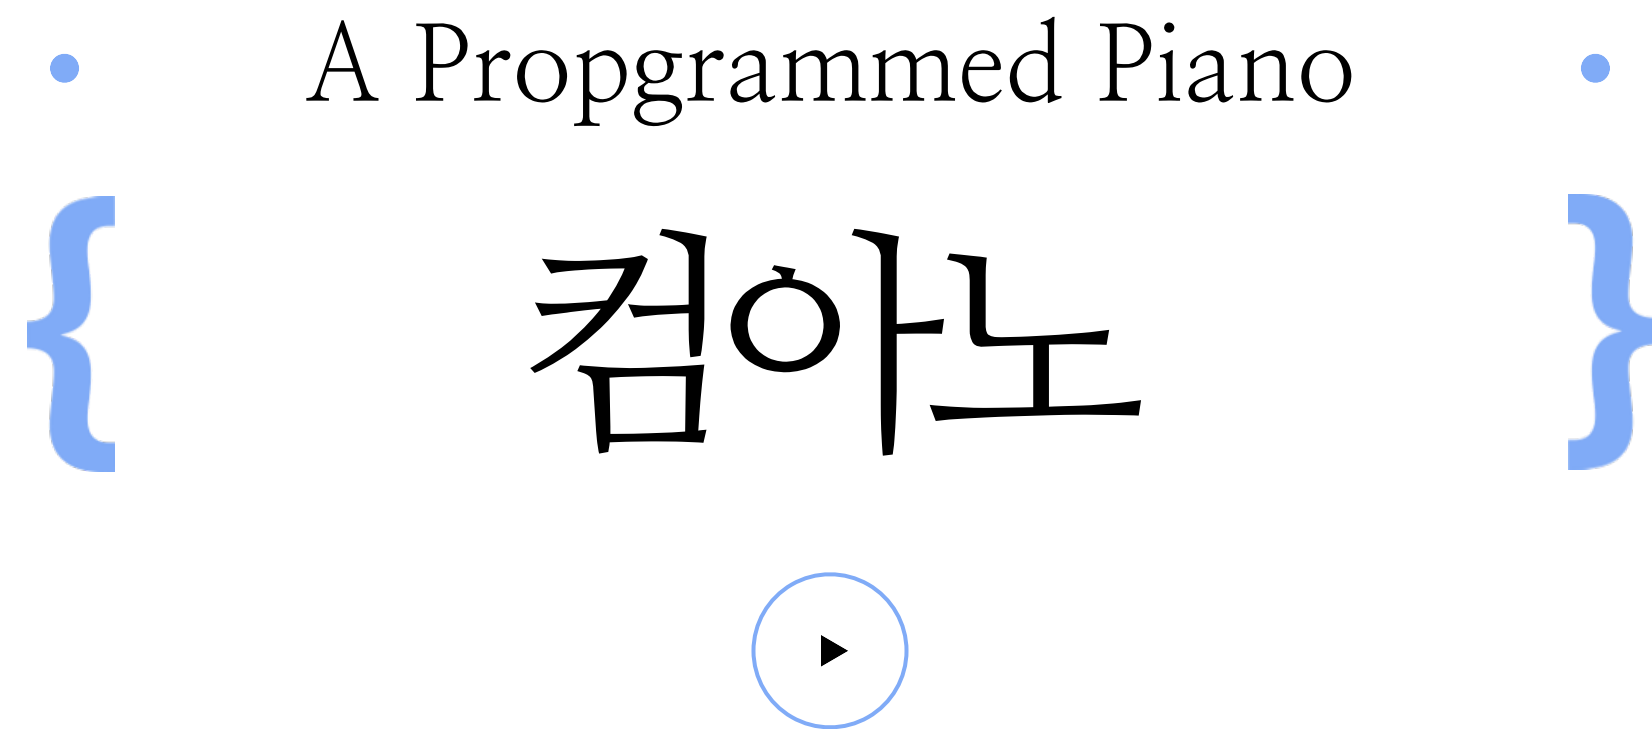 A Propgrammed Piano
{ 컴아노 }